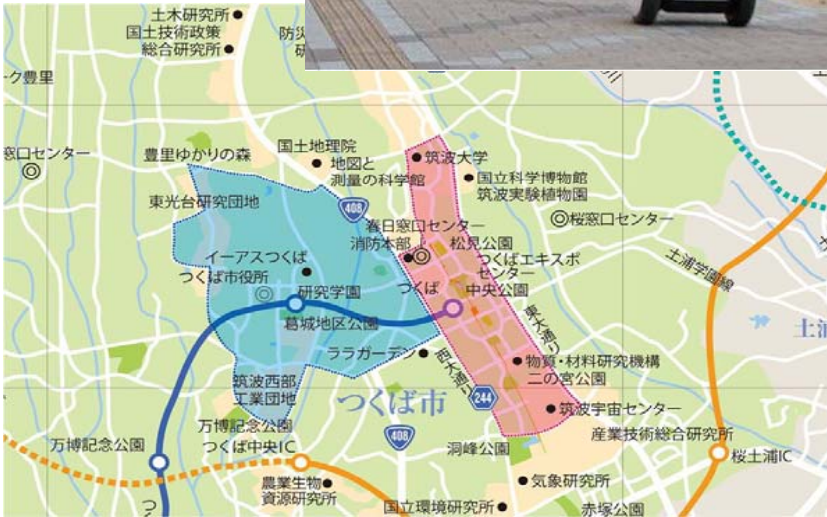 土木研究所
国土技術政策
総合研究所
防災
ーク豊里
窓口センター
豊里ゆかりの森
国土地理院
地図と
測量の科学館
筑波大学
国立科学博物館
筑波実験植物園
東光台研究団地
408
春日窓口センター
消防本部
松見公園
桜窓口センター
つくばエキスポ
センター
イーアスつくば
つくば市役所
土浦学園線
研究学園
つくば
中央公園
葛城地区公園
東大通り
土浦
ララガーデン
西大通り
物質・材料研究機構
二の宮公園
筑波西部
工業団地
つくば市
244
筑波宇宙センター
万博記念公園
408
万博記念公園
つくば中央IC
洞峰公園
産業技術総合研究所
桜土浦IC
農業生物
資源研究所
気象研究所
つく
国立環境研究所
赤塚公園